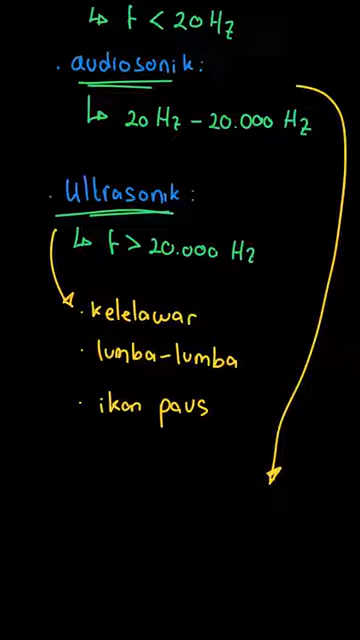 ↳ f < 20 Hz
· audiosonik :
↳ 20 Hz – 20.000 Hz
· Ultrasonik :
↳ f > 20.000 Hz
· kelelawar
· lumba-lumba
· ikan paus